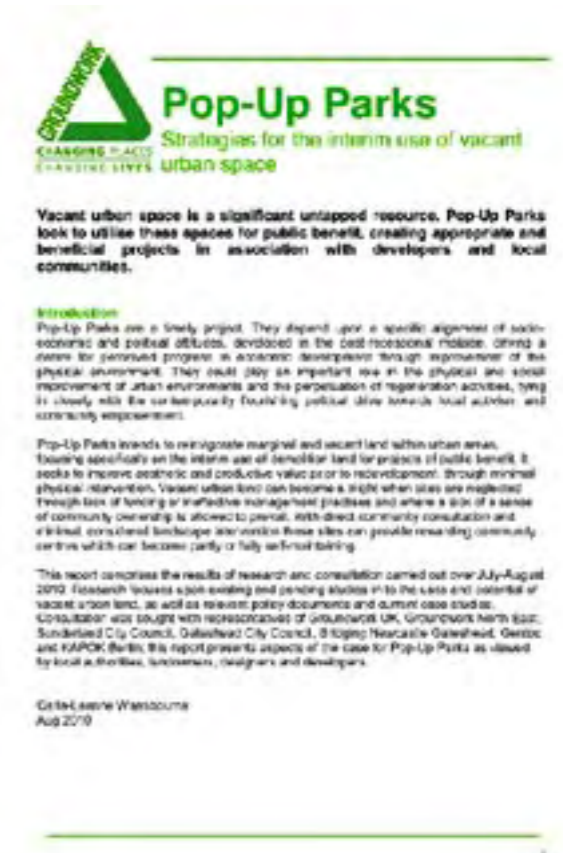 GROUNDWORK
CHANGING PLACES
CHANGING LIVES
Pop-Up Parks
Strategies for the interim use of vacant
urban space
Vacant urban space is a significant untapped resource. Pop-Up Parks
look to utilise these spaces for public benefit, creating appropriate and
beneficial projects in association with developers and local
communities.
Introduction
Pop-Up Parks are a timely project. They depend upon a specific alignment of socio-
economic and political attitudes, developed in the post-recessional malaise, driving a
desire for perceived progress in economic development through improvement of the
physical environment. They could play an important role in the physical and social
improvement of urban environments and the perpetuation of regeneration activities, tying
in closely with the contemporarily flourishing political drive towards local activism and
community empowerment.
Pop-Up Parks intends to reinvigorate marginal and vacant land within urban areas,
focusing specifically on the interim use of demolition land for projects of public benefit. It
seeks to improve aesthetic and productive value prior to redevelopment, through minimal
physical intervention. Vacant urban land can become a blight when sites are neglected
through lack of funding or ineffective management practises and where a lack of a sense
of community ownership is allowed to prevail. With direct community consultation and
minimal, considered landscape intervention these sites can provide rewarding community
centres which can become partly or fully self-maintaining.
This report comprises the results of research and consultation carried out over July-August
2010. Research focuses upon existing and pending studies in to the uses and potential of
vacant urban land, as well as relevant policy documents and current case studies.
Consultation was sought with representatives of Groundwork UK, Groundwork North East,
Sunderland City Council, Gateshead City Council, Bridging Newcastle Gateshead, Gentoo
and KAPOK Berlin; this report presents aspects of the case for Pop-Up Parks as viewed
by local authorities, landowners, designers and developers.
Aug 2010